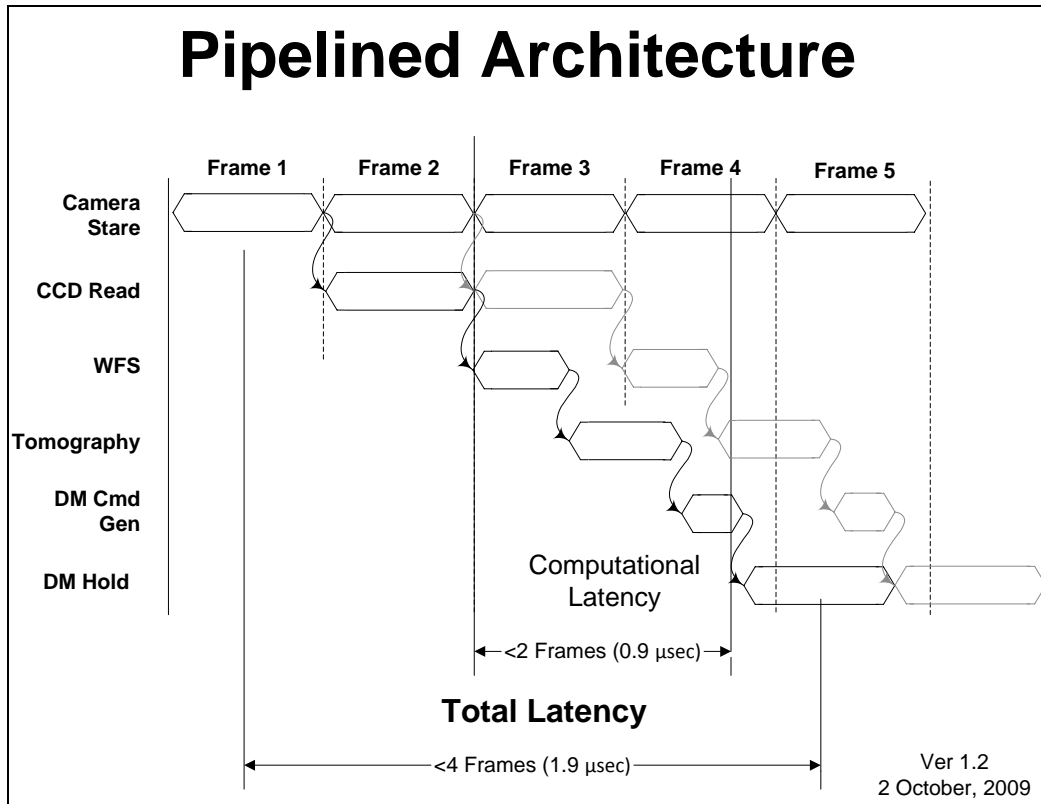 Pipelined Architecture
Frame 1
Frame 2
Frame 3
Frame 4
Frame 5
Camera
Stare
CCD Read
WFS
Tomography
DM Cmd
Gen
DM Hold
Computational
Latency
<2 Frames (0.9 μsec)
Total Latency
<4 Frames (1.9 μsec)
Ver 1.2
2 October, 2009